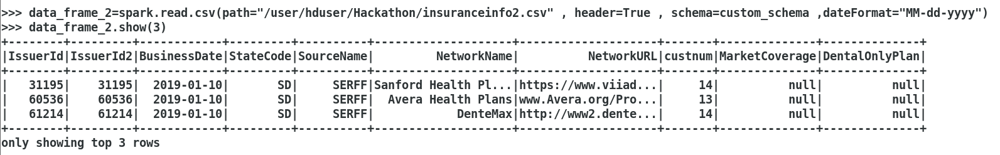 >>> data_frame_2=spark.read.csv(path="/user/hduser/Hackathon/insuranceinfo2.csv" , header=True , schema=custom_schema ,dateFormat="MM-dd-yyyy")
>>> data_frame_2.show(3)
+--------+---------+------------+---------+----------+--------------------+--------------------+-------+--------------+--------------+
|IssuerId|IssuerId2|BusinessDate|StateCode|SourceName|         NetworkName|          NetworkURL|custnum|MarketCoverage|DentalOnlyPlan|
+--------+---------+------------+---------+----------+--------------------+--------------------+-------+--------------+--------------+
|   31195|    31195|  2019-01-10|       SD|     SERFF|Sanford Health Pl...|https://www.viiad...|     14|          null|          null|
|   60536|    60536|  2019-01-10|       SD|     SERFF|  Avera Health Plans|www.Avera.org/Pro...|     13|          null|          null|
|   61214|    61214|  2019-01-10|       SD|     SERFF|            DenteMax|http://www2.dente...|     14|          null|          null|
+--------+---------+------------+---------+----------+--------------------+--------------------+-------+--------------+--------------+
only showing top 3 rows